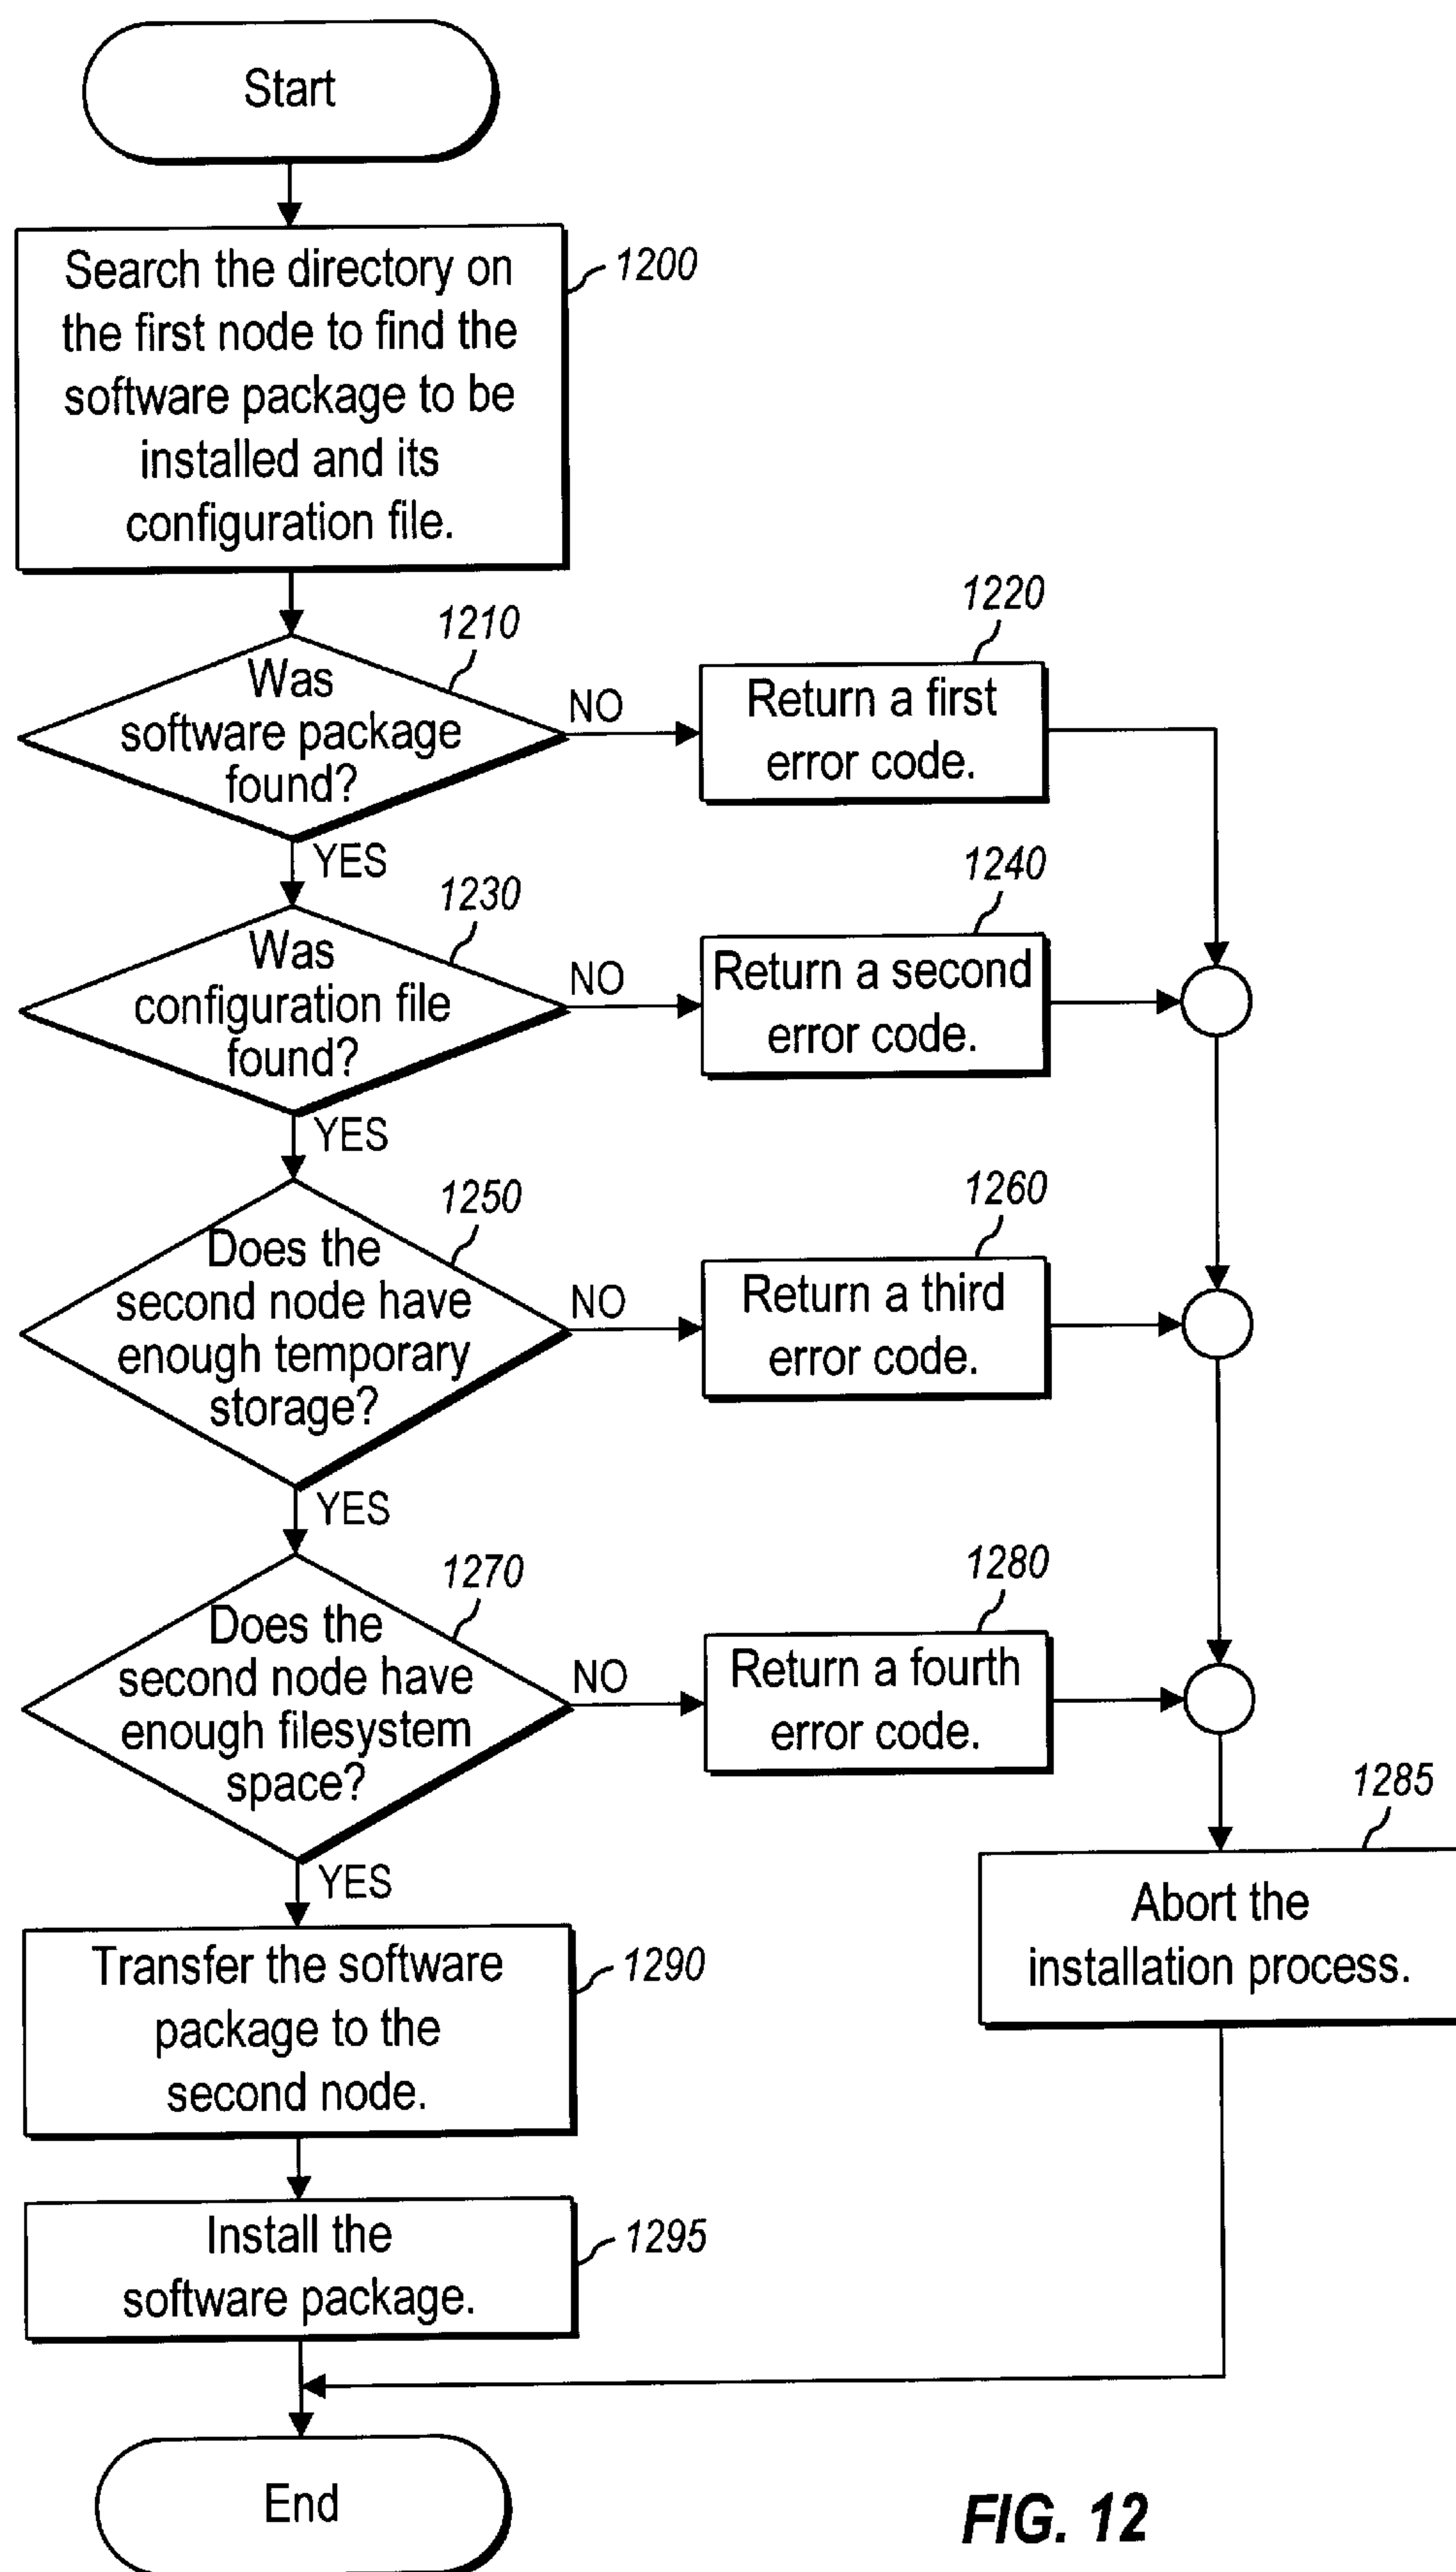 Start
Search the directory on
the first node to find the
software package to be
installed and its
configuration file.
1200
1210
Was
software package
found?
NO
1220
Return a first
error code.
YES
1230
Was
configuration file
found?
NO
1240
Return a second
error code.
YES
1250
Does the
second node have
enough temporary
storage?
NO
1260
Return a third
error code.
YES
1270
Does the
second node have
enough filesystem
space?
NO
1280
Return a fourth
error code.
1285
Abort the
installation process.
YES
Transfer the software
package to the
second node.
1290
Install the
software package.
1295
End
FIG. 12